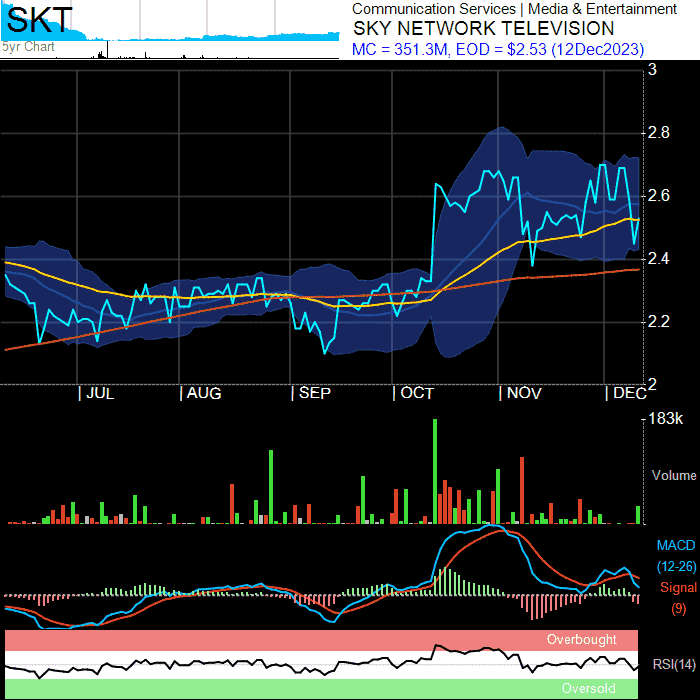 SKT
5yr Chart
Communication Services | Media & Entertainment
SKY NETWORK TELEVISION
MC = 351.3M, EOD = $2.53 (12Dec2023)
3
2.8
2.6
2.4
2.2
2
| JUL | AUG | SEP | OCT | NOV | DEC
183k
Volume
MACD
(12-26)
Signal
(9)
Overbought
RSI(14)
Oversold